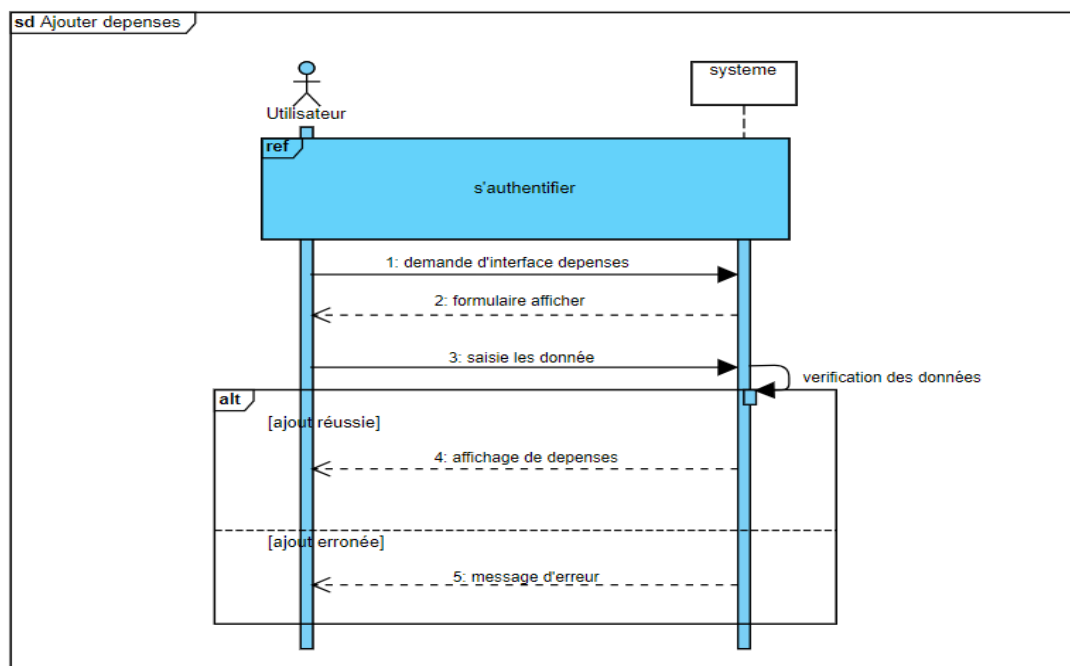 sd Ajouter depenses
systeme
Utilisateur
ref
s'authentifier
1: demande d'interface depenses
2: formulaire afficher
3: saisie les donnée
verification des données
alt
[ajout réussie]
4: affichage de depenses
[ajout erronée]
5: message d'erreur